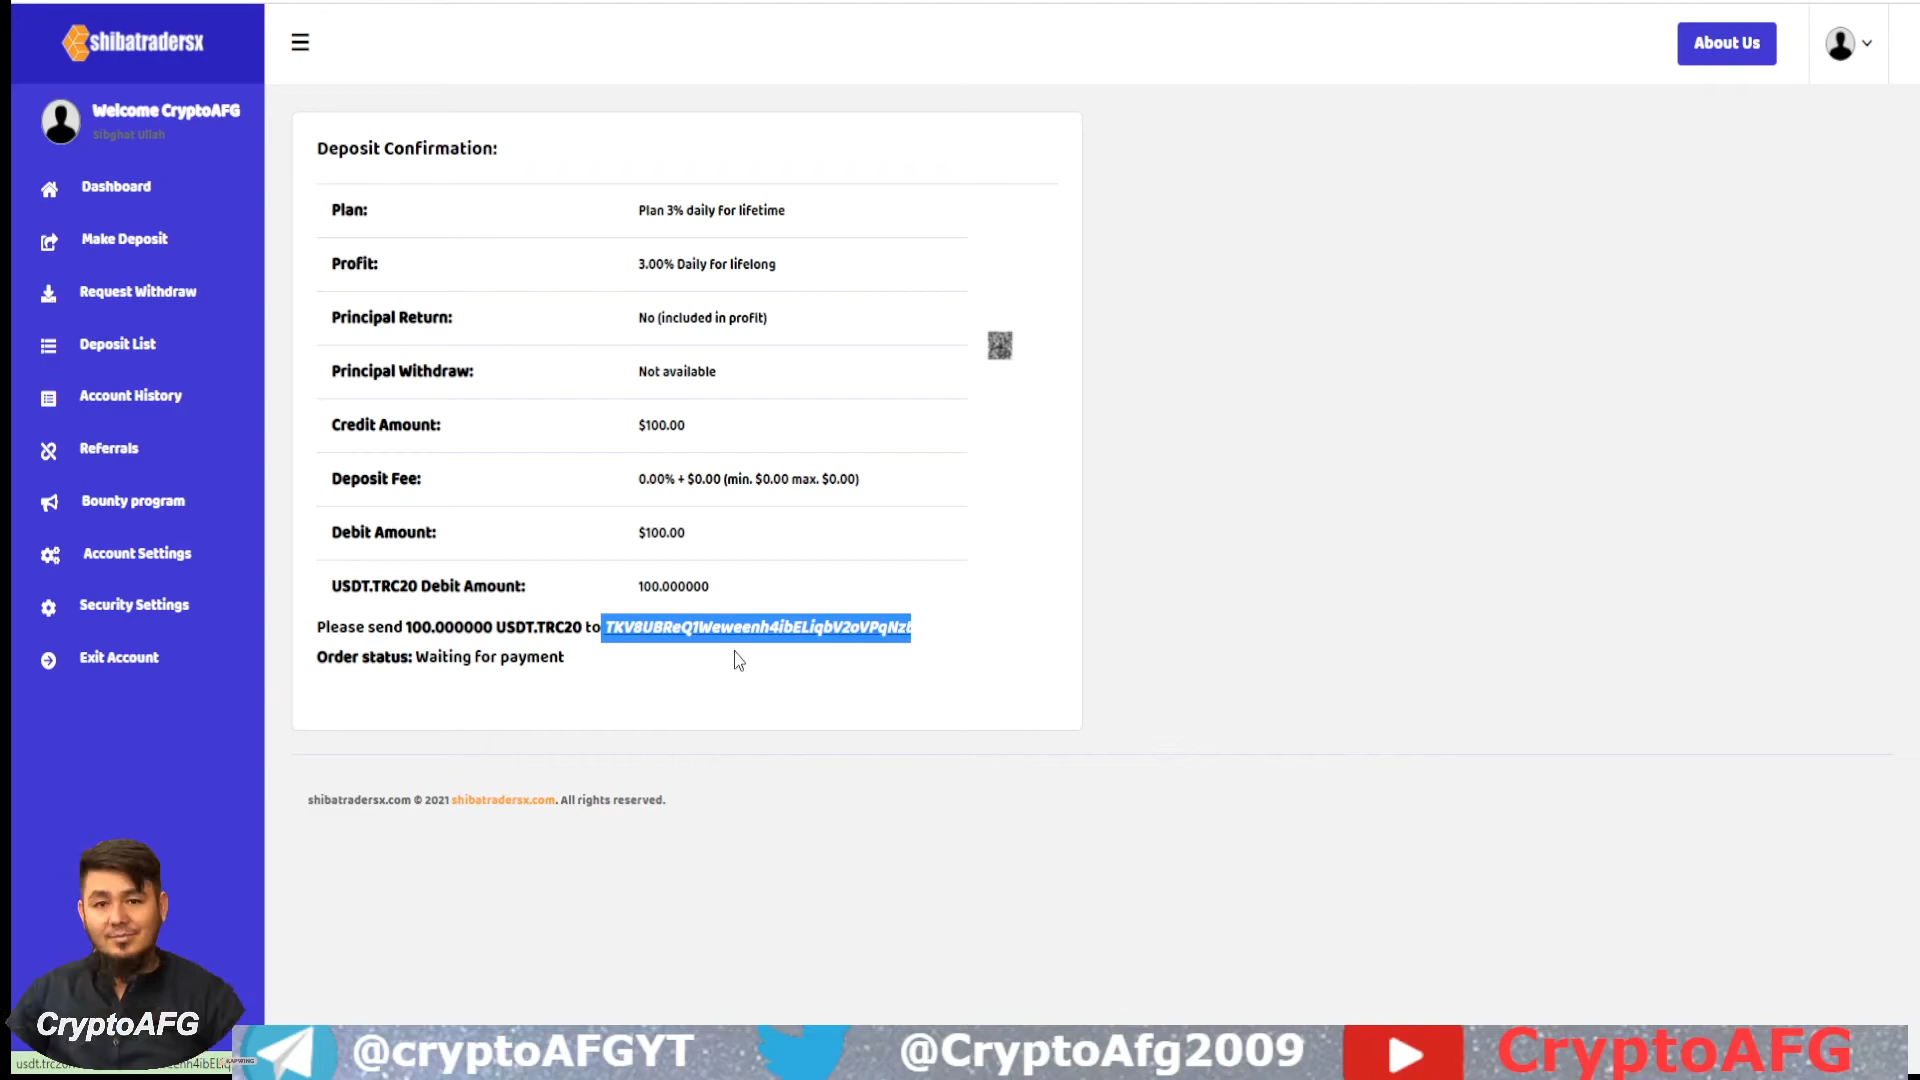 shibatradersx
About Us
Welcome CryptoAFG
Sibghat Ullah
Dashboard
Make Deposit
Request Withdraw
Deposit List
Account History
Referrals
Bounty program
Account Settings
Security Settings
Exit Account
Deposit Confirmation:
Plan: Plan 3% daily for lifetime
Profit: 3.00% Daily for lifelong
Principal Return: No (included in profit)
Principal Withdraw: Not available
Credit Amount: $100.00
Deposit Fee: 0.00% + $0.00 (min. $0.00 max. $0.00)
Debit Amount: $100.00
USDT.TRC20 Debit Amount: 100.000000
Please send 100.000000 USDT.TRC20 to TKV8UBReQ1Weweenh4ibELiqbV2oVPqNzt
Order status: Waiting for payment
shibatradersx.com © 2021 shibatradersx.com. All rights reserved.
CryptoAFG
KAPWING
@cryptoAFGYT
@CryptoAfg2009
CryptoAFG